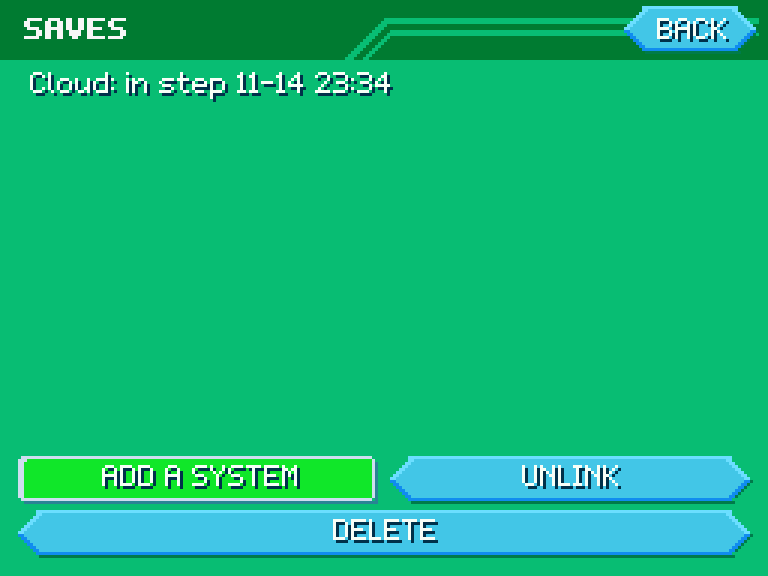 SAVES
BACK
Cloud: in step 11-14 23:34
ADD A SYSTEM
UNLINK
DELETE